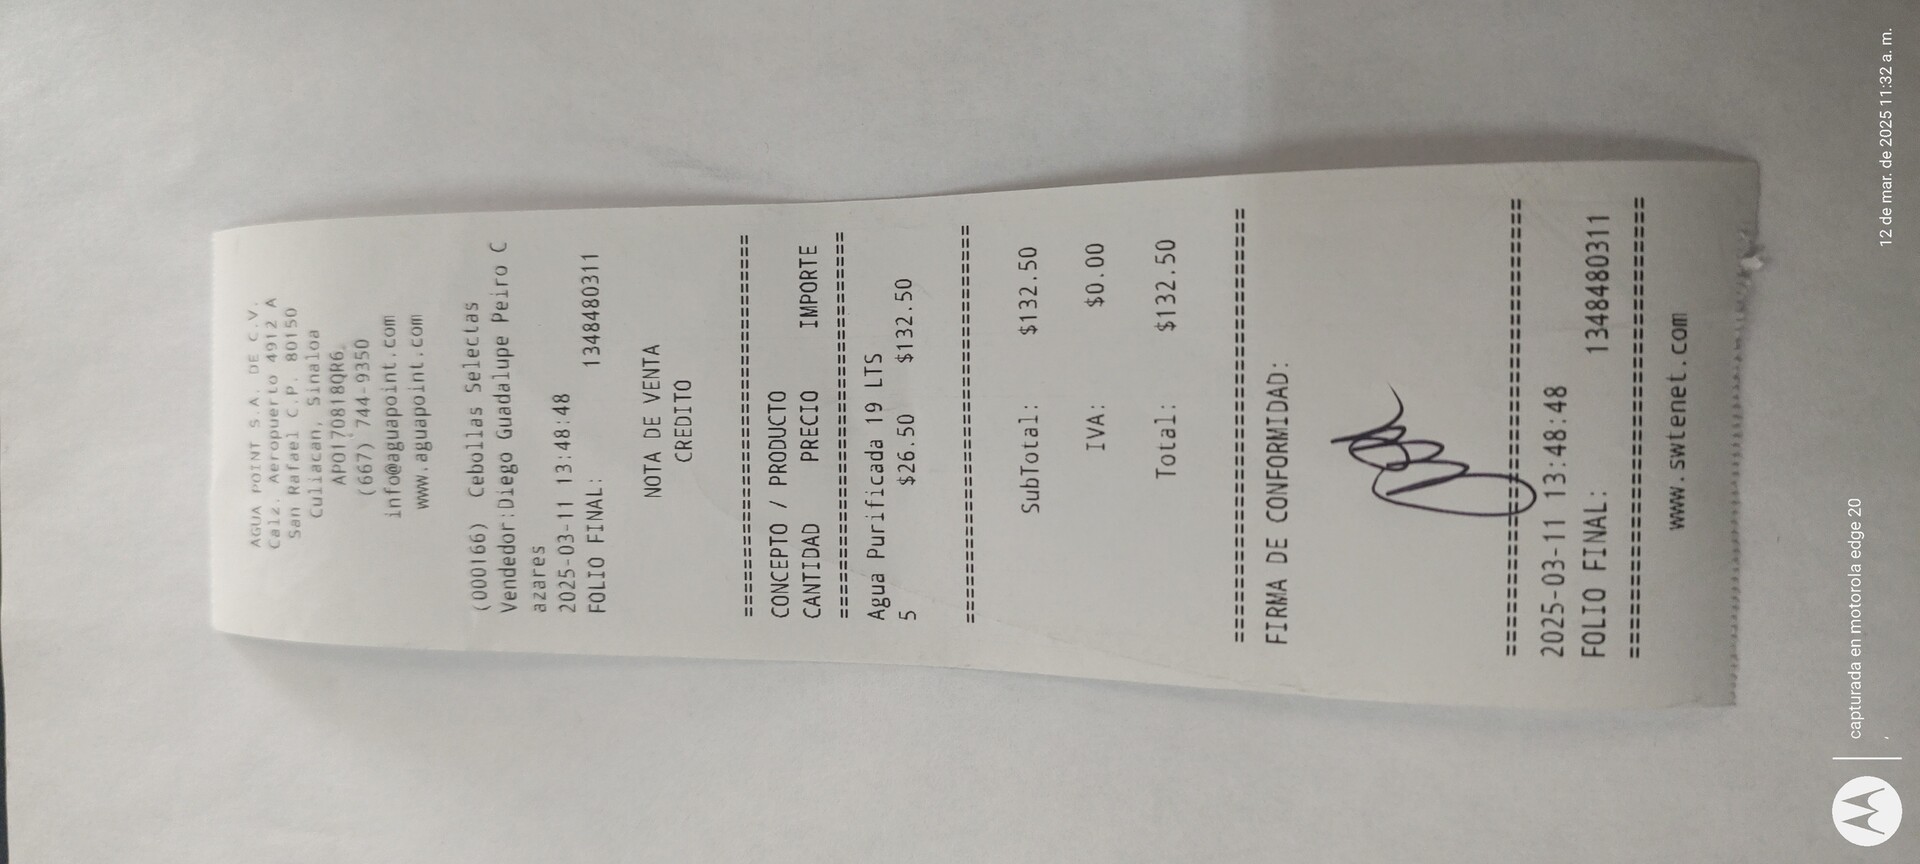 AGUA POINT S.A. DE C.V.
Calz. Aeropuerto 4912 A
San Rafael C.P. 80150
Culiacan, Sinaloa
APO170818QR6
(667) 744-9350
info@aguapoint.com
www.aguapoint.com
(000166) Cebollas Selectas
Vendedor:Diego Guadalupe Peiro C
azares
2025-03-11 13:48:48
FOLIO FINAL: 1348480311
NOTA DE VENTA
CREDITO
================================
CONCEPTO / PRODUCTO
CANTIDAD PRECIO IMPORTE
================================
Agua Purificada 19 LTS
5 $26.50 $132.50
================================
SubTotal: $132.50
IVA: $0.00
Total: $132.50
================================
FIRMA DE CONFORMIDAD:
================================
2025-03-11 13:48:48
FOLIO FINAL: 1348480311
================================
www.swtenet.com
capturada en motorola edge 20
,
12 de mar. de 2025 11:32 a. m.